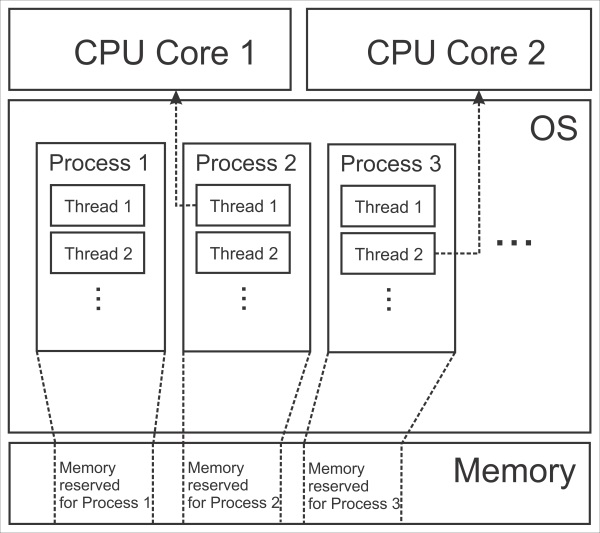 CPU Core 1
CPU Core 2
OS
Process 1
Thread 1
Thread 2
⋮
Process 2
Thread 1
Thread 2
⋮
Process 3
Thread 1
Thread 2
⋮
...
Memory
reserved
for Process 1
Memory
reserved
for Process 2
Memory
reserved
for Process 3
Memory